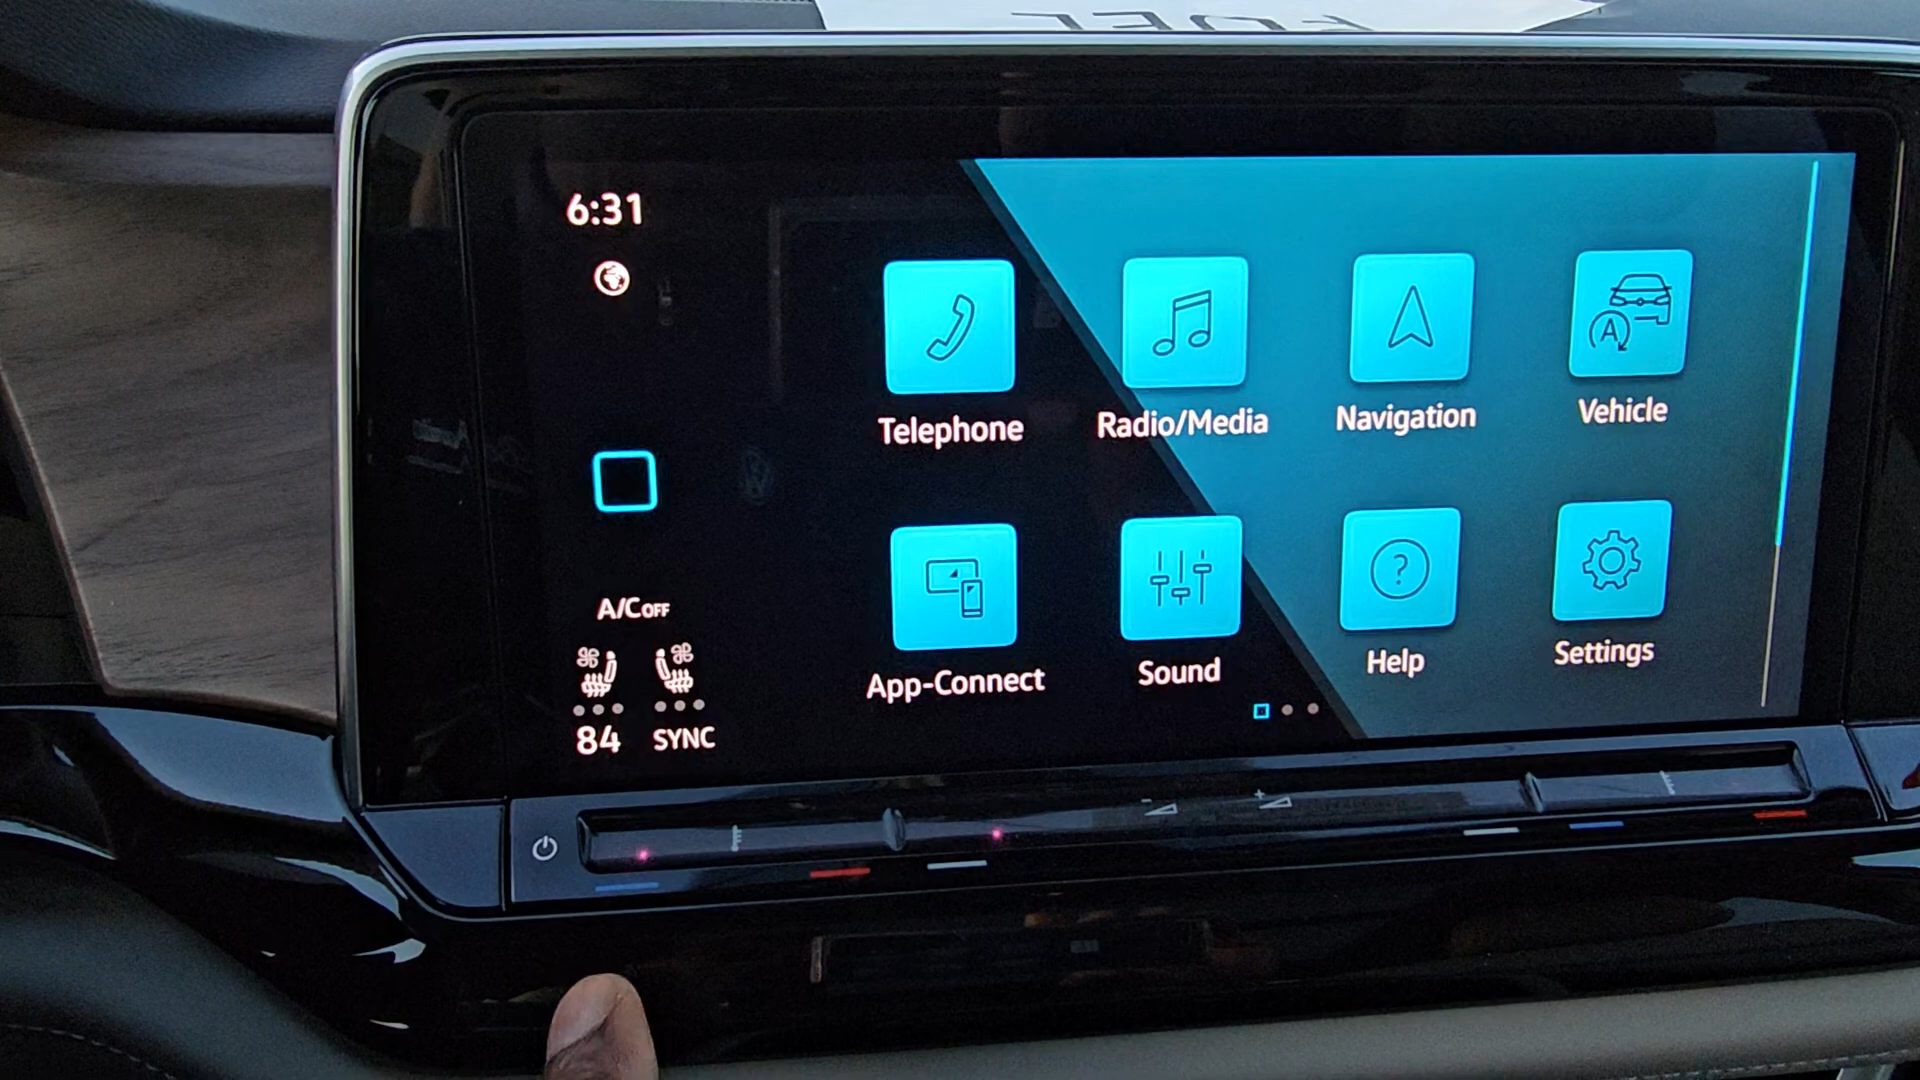 6:31
Telephone
Radio/Media
Navigation
A
Vehicle
A/C OFF
App-Connect
Sound
?
Help
Settings
84
SYNC